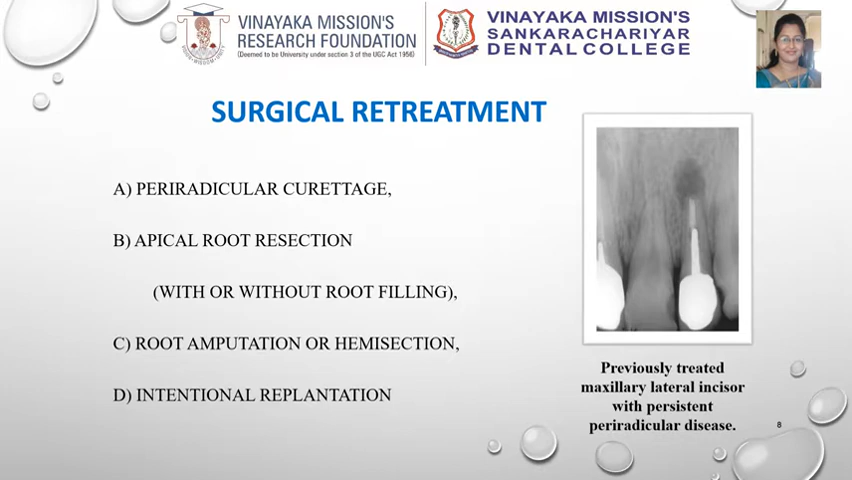 VINAYAKA MISSION'S
RESEARCH FOUNDATION
(Deemed to be University under section 3 of the UGC Act 1956)
VINAYAKA MISSION'S
SANKARACHARIYAR
DENTAL COLLEGE
SURGICAL RETREATMENT
A) PERIRADICULAR CURETTAGE,
B) APICAL ROOT RESECTION
(WITH OR WITHOUT ROOT FILLING),
C) ROOT AMPUTATION OR HEMISECTION,
D) INTENTIONAL REPLANTATION
Previously treated
maxillary lateral incisor
with persistent
periradicular disease.
8